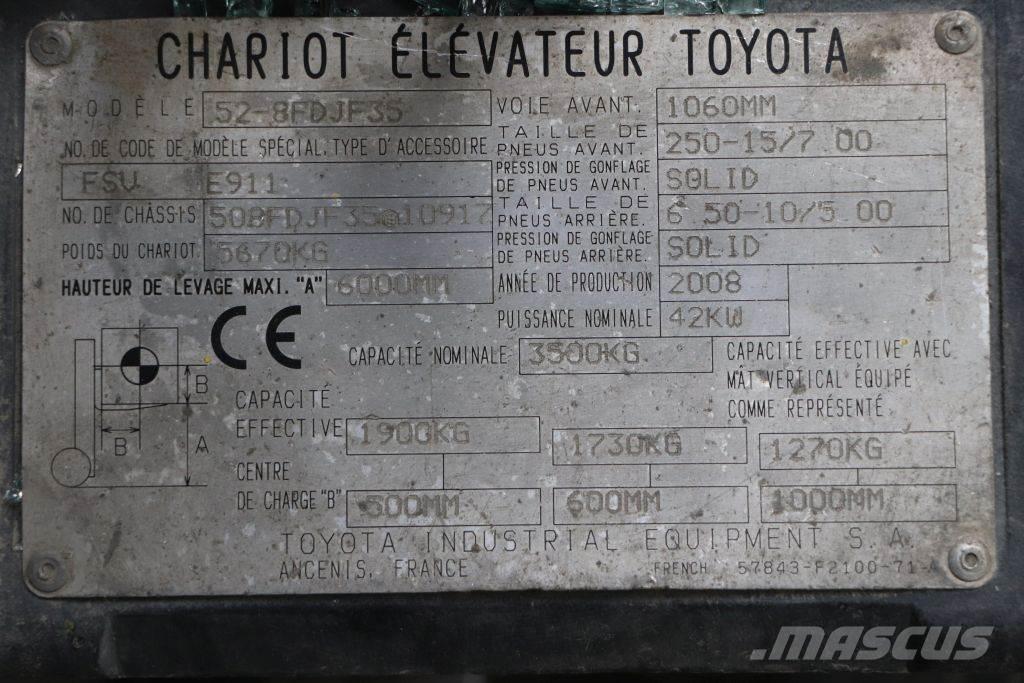 CHARIOT ÉLÉVATEUR TOYOTA
MODÈLE 52-8FDJF35
NO. DE CODE DE MODÈLE SPÉCIAL. TYPE D'ACCESSOIRE
FSV E911
NO. DE CHÂSSIS 508FDJF35@10917
POIDS DU CHARIOT. 5670KG
HAUTEUR DE LEVAGE MAXI. "A" 6000MM
VOIE AVANT. 1060MM
TAILLE DE
PNEUS AVANT. 250-15/7 00
PRESSION DE GONFLAGE
DE PNEUS AVANT. SOLID
TAILLE DE
PNEUS ARRIÈRE. 6 50-10/5 00
PRESSION DE GONFLAGE
DE PNEUS ARRIÈRE. SOLID
ANNÉE DE PRODUCTION 2008
PUISSANCE NOMINALE 42KW
CE
CAPACITÉ NOMINALE 3500KG
CAPACITÉ EFFECTIVE AVEC
MÂT VERTICAL ÉQUIPÉ
COMME REPRÉSENTÉ.
B
B
A
CAPACITÉ
EFFECTIVE 1900KG 1730KG 1270KG
CENTRE
DE CHARGE "B" 500MM 600MM 1000MM
TOYOTA INDUSTRIAL EQUIPMENT S.A.
ANCENIS, FRANCE
FRENCH 57843-F2100-71-A
MASCUS